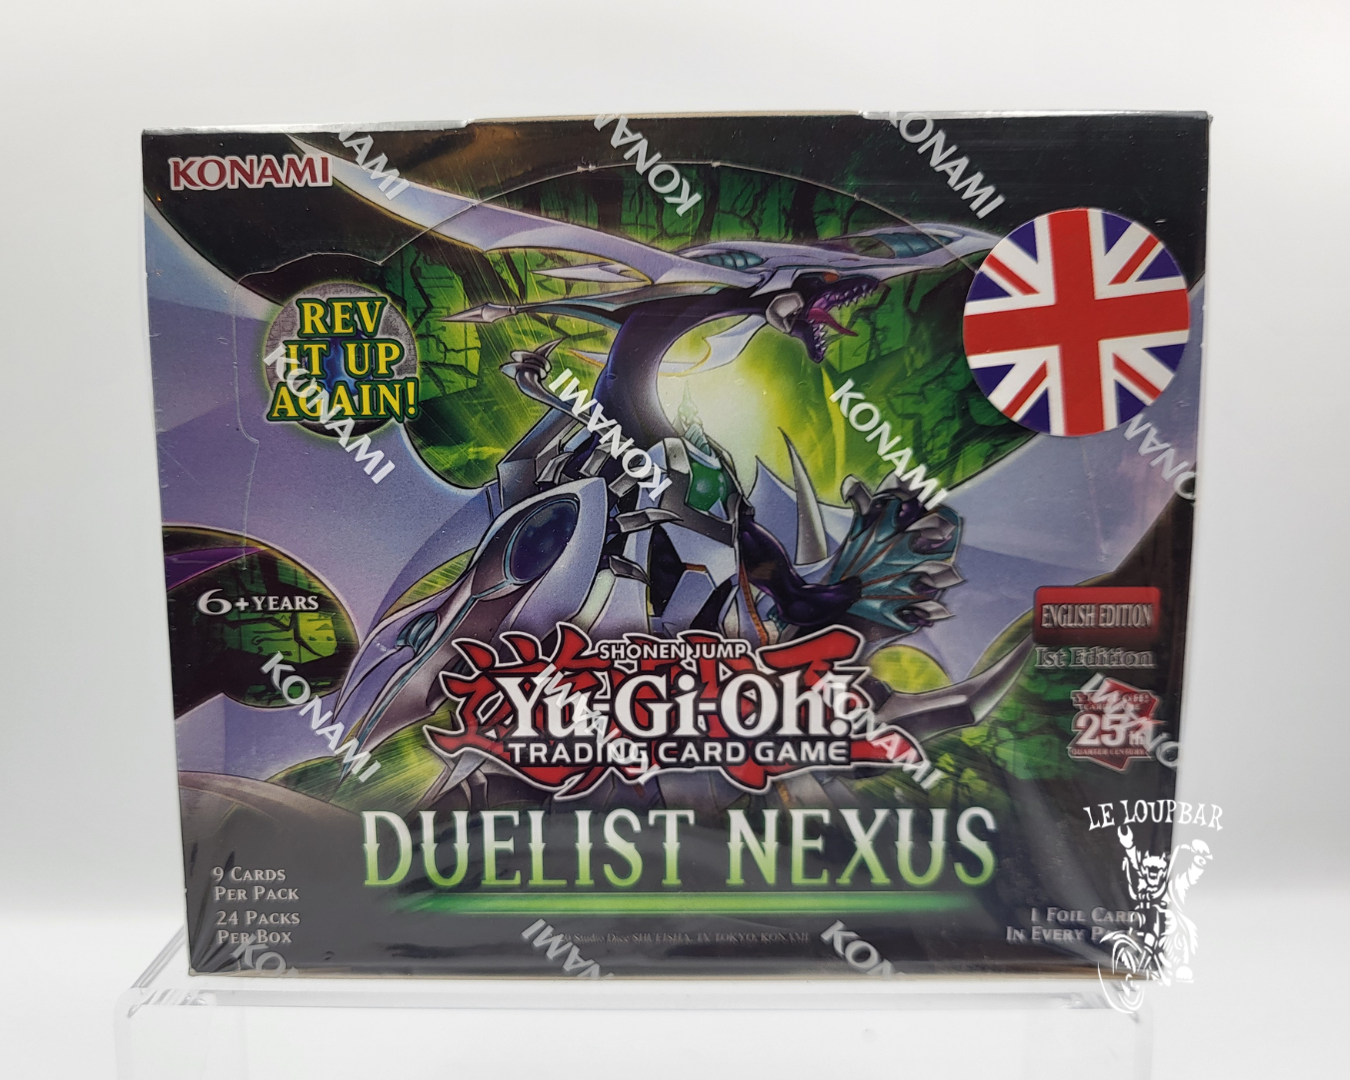 KONAMI
REV
IT UP
AGAIN!
6+YEARS
ENGLISH EDITION
1st Edition
25th
SHONEN JUMP
Yu-Gi-Oh!
TRADING CARD GAME
DUELIST NEXUS
9 CARDS
PER PACK
24 PACKS
PER BOX
1 FOIL CARD
IN EVERY
LE LOUPBAR
KONAMI
KONAMI
KONAMI
KONAMI
KONAMI
KONAMI
KONAMI
KONAMI
KONAMI